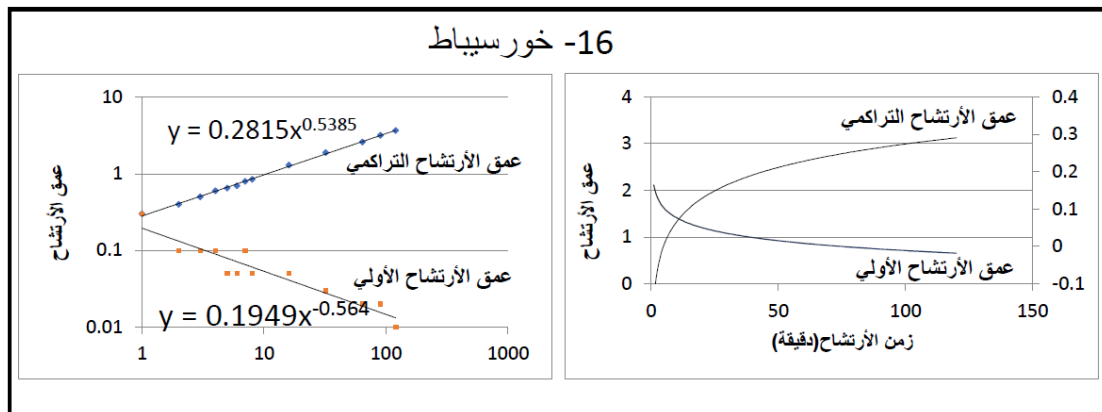 16- خورسيباط
10
1
0.1
0.01
1
10
100
1000
عمق الأرتشاح
y = 0.2815x^0.5385
عمق الأرتشاح التراكمي
عمق الأرتشاح الأولي
y = 0.1949x^-0.564
4
3
2
1
0
0.4
0.3
0.2
0.1
0
-0.1
0
50
100
150
عمق الأرتشاح
عمق الأرتشاح التراكمي
عمق الأرتشاح الأولي
زمن الأرتشاح(دقيقة)